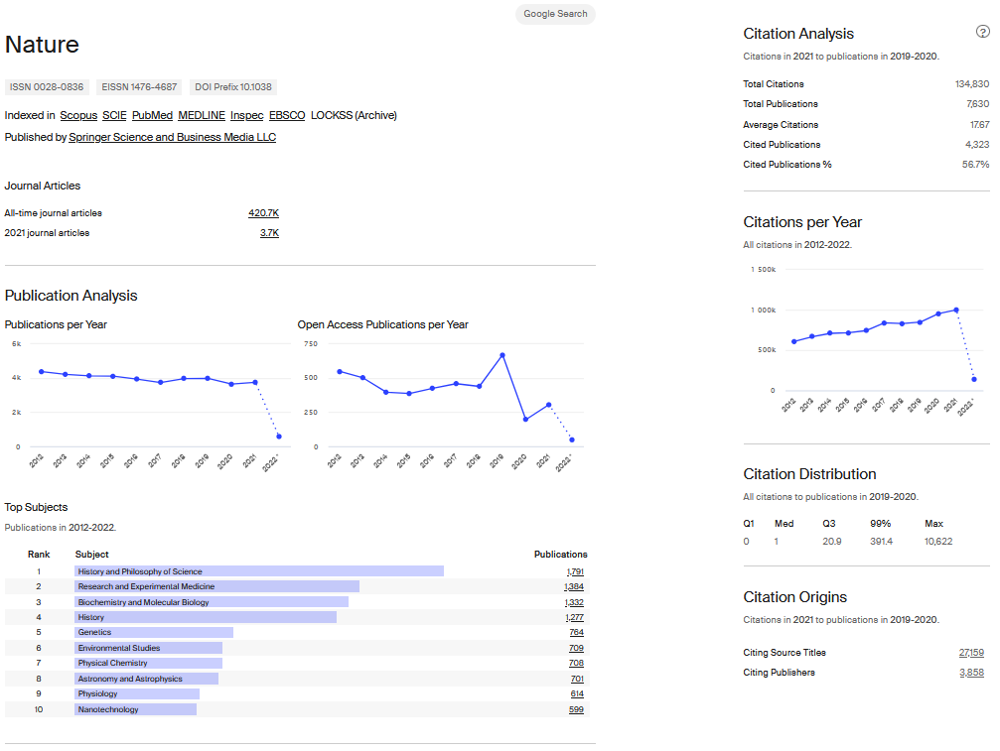 Google Search
Nature
ISSN 0028-0836 EISSN 1476-4687 DOI Prefix 10.1038
Indexed in Scopus SCIE PubMed MEDLINE Inspec EBSCO LOCKSS (Archive)
Published by Springer Science and Business Media LLC
Journal Articles
All-time journal articles 420.7K
2021 journal articles 3.7K
Publication Analysis
Publications per Year
6k
4k
2k
0
2012 2013 2014 2015 2016 2017 2018 2019 2020 2021 2022*
Open Access Publications per Year
750
500
250
0
2012 2013 2014 2015 2016 2017 2018 2019 2020 2021 2022*
Top Subjects
Publications in 2012-2022.
Rank Subject Publications
1 History and Philosophy of Science 1,791
2 Research and Experimental Medicine 1,384
3 Biochemistry and Molecular Biology 1,332
4 History 1,277
5 Genetics 764
6 Environmental Studies 709
7 Physical Chemistry 708
8 Astronomy and Astrophysics 701
9 Physiology 614
10 Nanotechnology 599
Citation Analysis ?
Citations in 2021 to publications in 2019-2020.
Total Citations 134,830
Total Publications 7,630
Average Citations 17.67
Cited Publications 4,323
Cited Publications % 56.7%
Citations per Year
All citations in 2012-2022.
1 500k
1 000k
500k
0
2012 2013 2014 2015 2016 2017 2018 2019 2020 2021 2022*
Citation Distribution
All citations to publications in 2019-2020.
Q1 Med Q3 99% Max
0 1 20.9 391.4 10,622
Citation Origins
Citations in 2021 to publications in 2019-2020.
Citing Source Titles 27,159
Citing Publishers 3,858